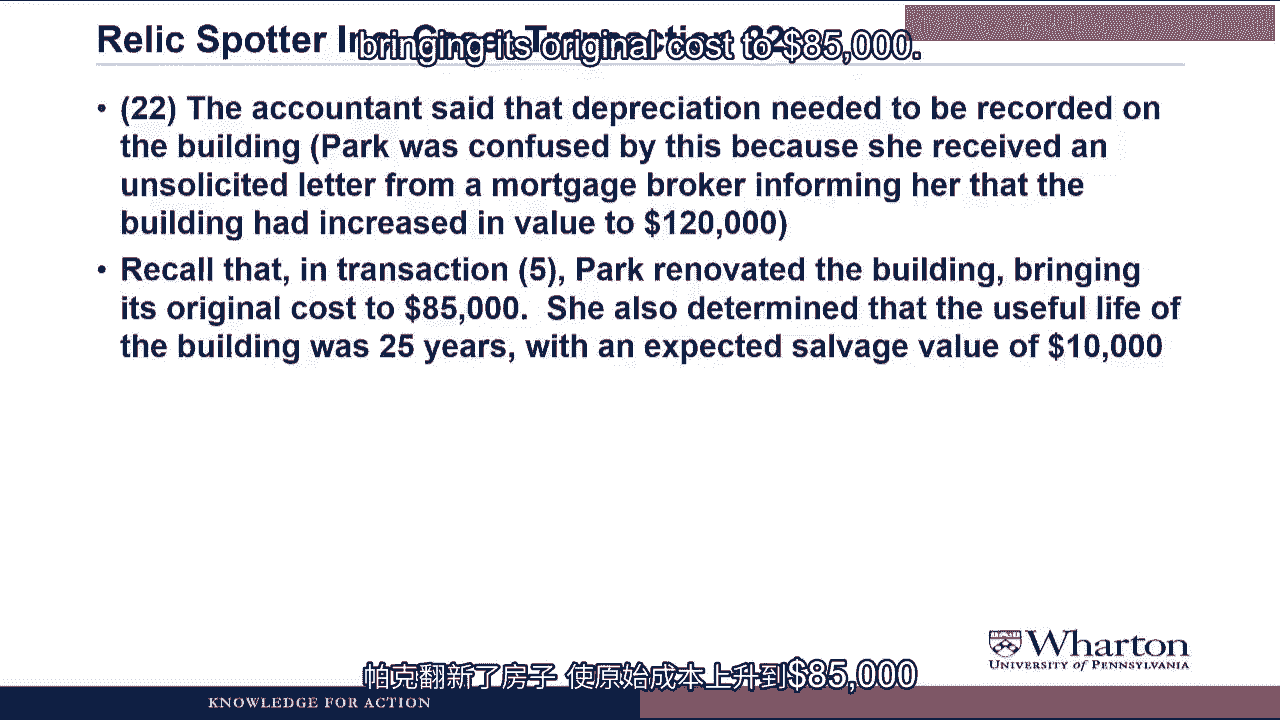 Relic Spotter Inc. Case: Transaction 22
bringing its original cost to $85,000.
• (22) The accountant said that depreciation needed to be recorded on
the building (Park was confused by this because she received an
unsolicited letter from a mortgage broker informing her that the
building had increased in value to $120,000)
• Recall that, in transaction (5), Park renovated the building, bringing
its original cost to $85,000. She also determined that the useful life of
the building was 25 years, with an expected salvage value of $10,000
Wharton
UNIVERSITY of PENNSYLVANIA
帕克翻新了房子 使原始成本上升到$85,000
KNOWLEDGE FOR ACTION